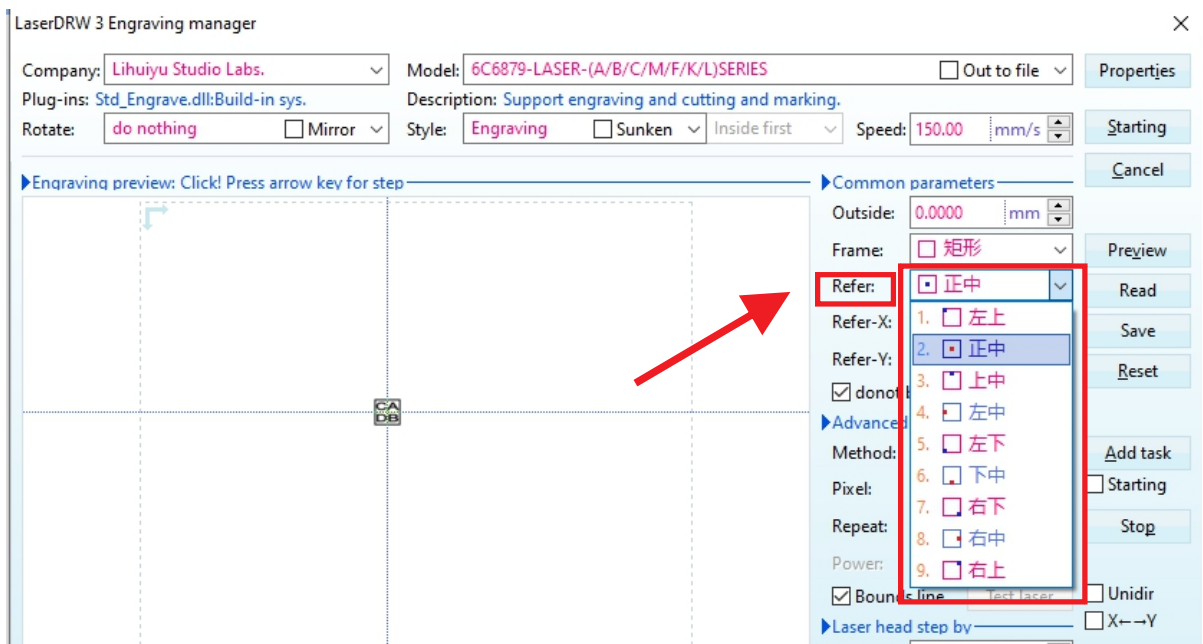 LaserDRW 3 Engraving manager
Company: Lihuiyu Studio Labs. Model: 6C6879-LASER-(A/B/C/M/F/K/L)SERIES Out to file Properties
Plug-ins: Std_Engrave.dll:Build-in sys. Description: Support engraving and cutting and marking.
Rotate: do nothing Mirror Style: Engraving Sunken Inside first Speed: 150.00 mm/s Starting
Cancel
Engraving preview: Click! Press arrow key for step Common parameters
Outside: 0.0000 mm
Frame: 矩形 Preview
Refer: 正中 Read
Refer-X: 1. 左上
Save
2. 正中
Refer-Y:
Reset
3. 上中
donot
4. 左中
CA
DB
Advanced
5. 左下
Method: Add task
6. 下中
Pixel: Starting
7. 右下
Repeat: Stop
8. 右中
Power:
9. 右上
Bounds line Test laser Unidir
Laser head step by X←→Y